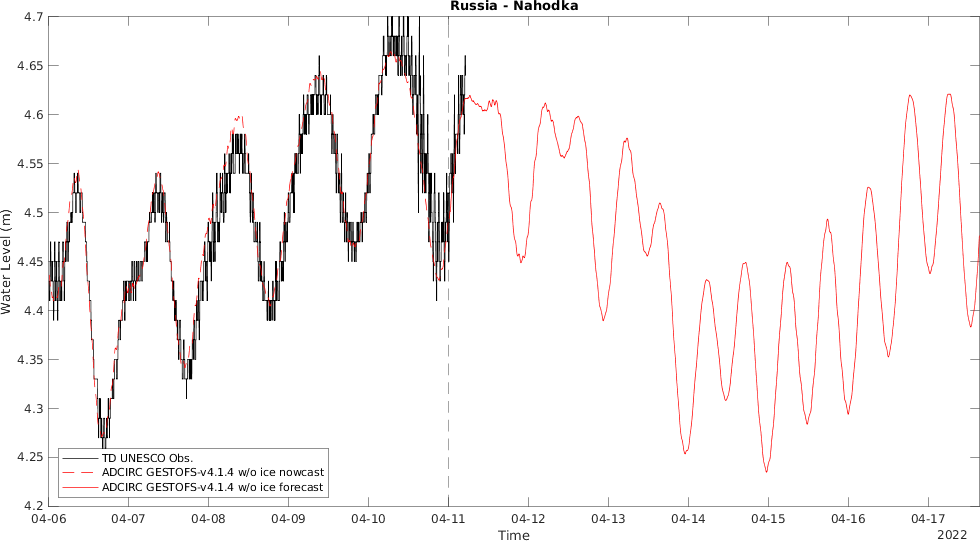 Russia - Nahodka
4.7
4.65
4.6
4.55
4.5
4.45
4.4
4.35
4.3
4.25
4.2
Water Level (m)
TD UNESCO Obs.
ADCIRC GESTOFS-v4.1.4 w/o ice nowcast
ADCIRC GESTOFS-v4.1.4 w/o ice forecast
04-06 04-07 04-08 04-09 04-10 04-11 04-12 04-13 04-14 04-15 04-16 04-17
Time
2022